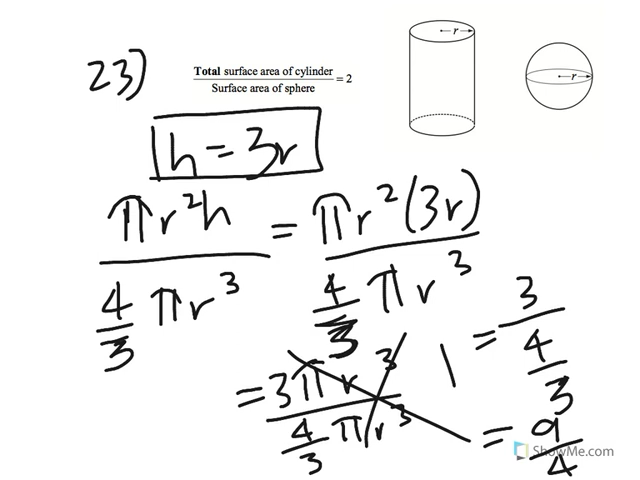 23)
Total surface area of cylinder / Surface area of sphere = 2
r
r
h = 3r
πr²h / (4/3 πr³) = πr²(3r) / (4/3 πr³)
= 3πr³ / (4/3 πr³)
= 3 / (4/3)
= 9/4
ShowMe.com